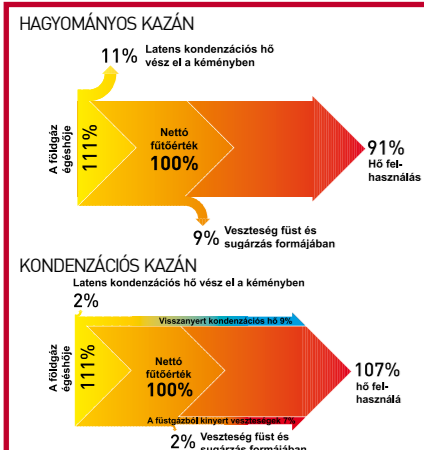 HAGYOMÁNYOS KAZÁN
11%
Latens kondenzációs hő
vész el a kéményben
A földgáz
égéshője
111%
Nettó
fűtőérték
100%
91%
Hő fel-
használás
9%
Veszteség füst és
sugárzás formájában
KONDENZÁCIÓS KAZÁN
Latens kondenzációs hő vész el a kéményben
2%
Visszanyert kondenzációs hő 9%
A földgáz
égéshője
111%
Nettó
fűtőérték
100%
107%
hő fel-
használá
A füstgázból kinyert veszteségek 7%
2%
Veszteség füst és
sugárzás formájában